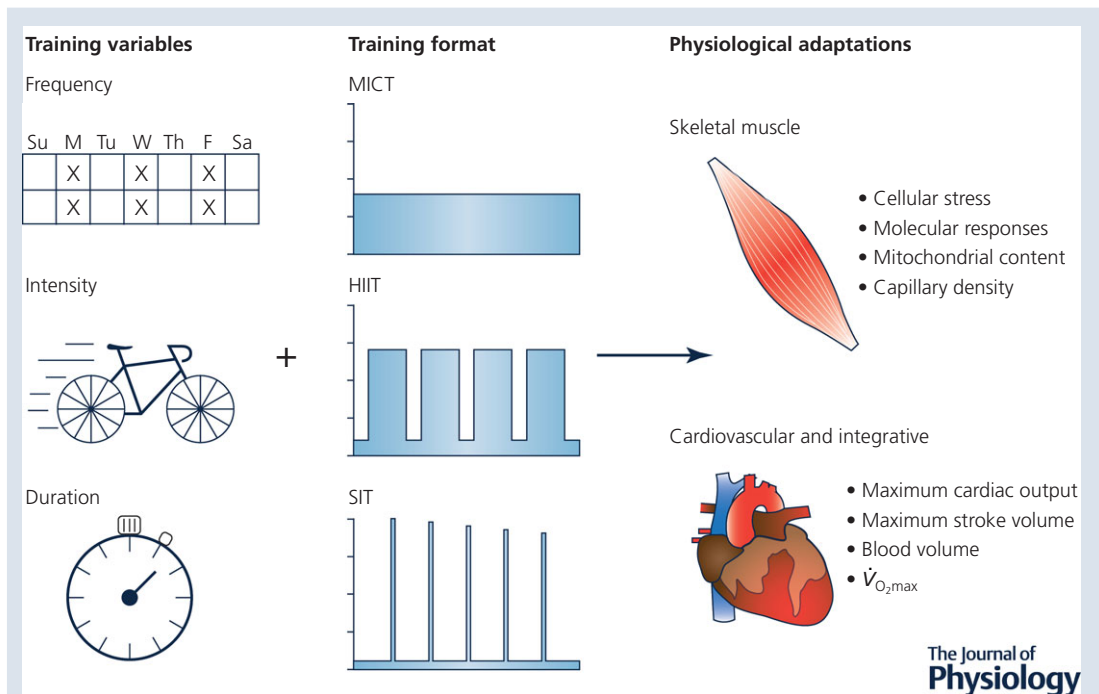 Training variables
Training format
Physiological adaptations
Frequency
Su M Tu W Th F Sa
X X X
X X X
Intensity
Duration
+
MICT
HIIT
SIT
Skeletal muscle
• Cellular stress
• Molecular responses
• Mitochondrial content
• Capillary density
Cardiovascular and integrative
• Maximum cardiac output
• Maximum stroke volume
• Blood volume
• V̇O₂max
The Journal of
Physiology